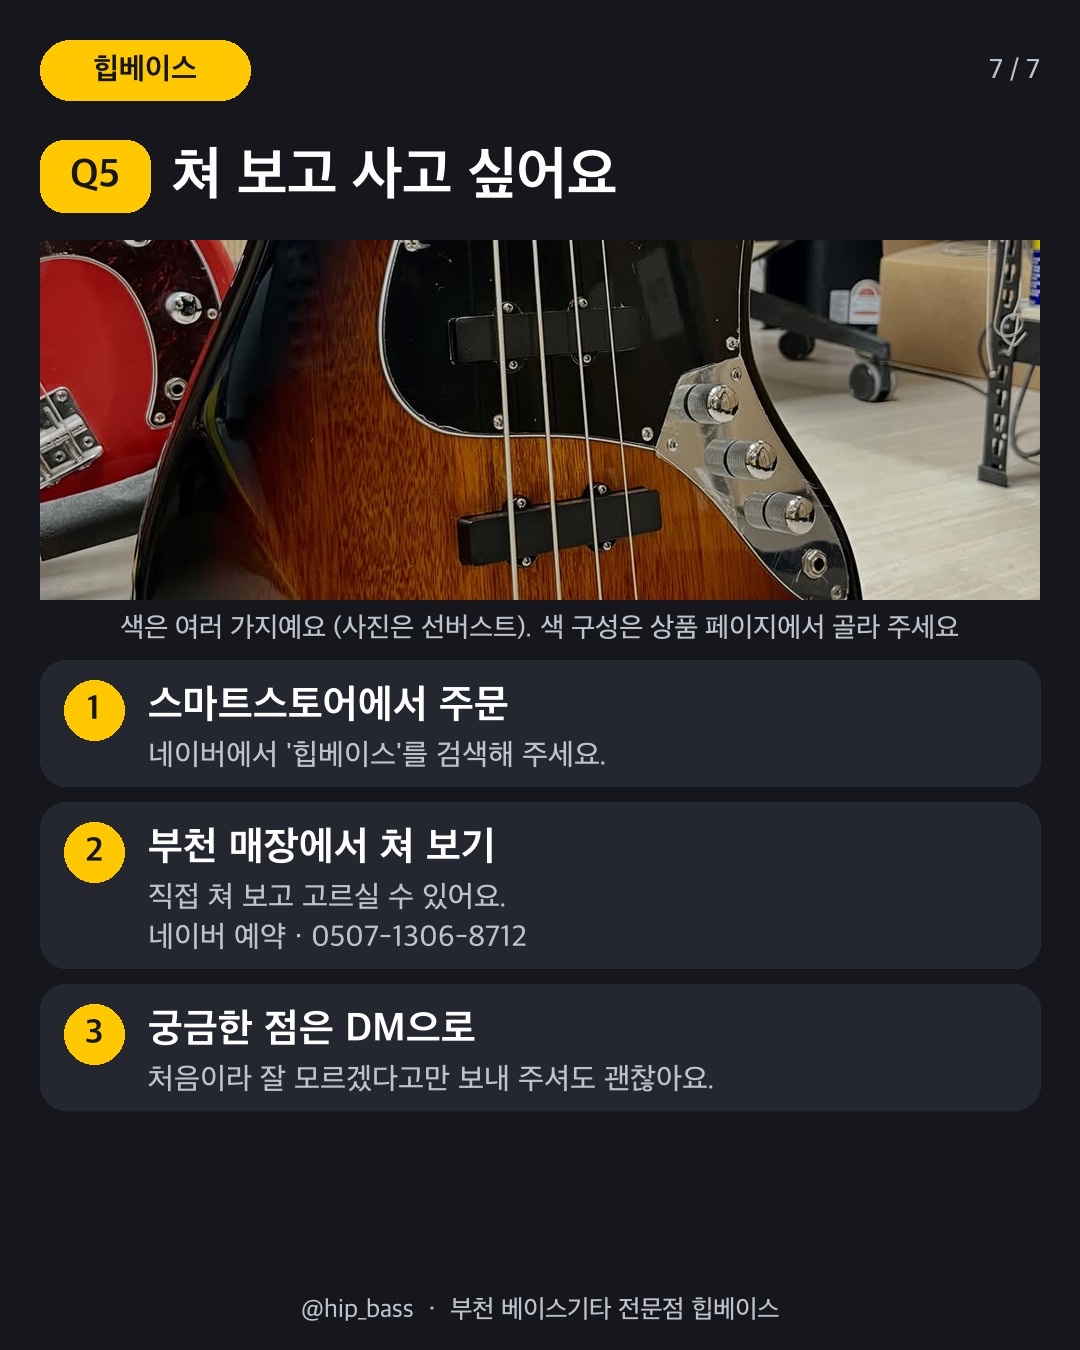 힙베이스
7 / 7
Q5 쳐 보고 사고 싶어요
색은 여러 가지예요 (사진은 선버스트). 색 구성은 상품 페이지에서 골라 주세요
1 스마트스토어에서 주문
네이버에서 '힙베이스'를 검색해 주세요.
2 부천 매장에서 쳐 보기
직접 쳐 보고 고르실 수 있어요.
네이버 예약 · 0507-1306-8712
3 궁금한 점은 DM으로
처음이라 잘 모르겠다고만 보내 주셔도 괜찮아요.
@hip_bass · 부천 베이스기타 전문점 힙베이스